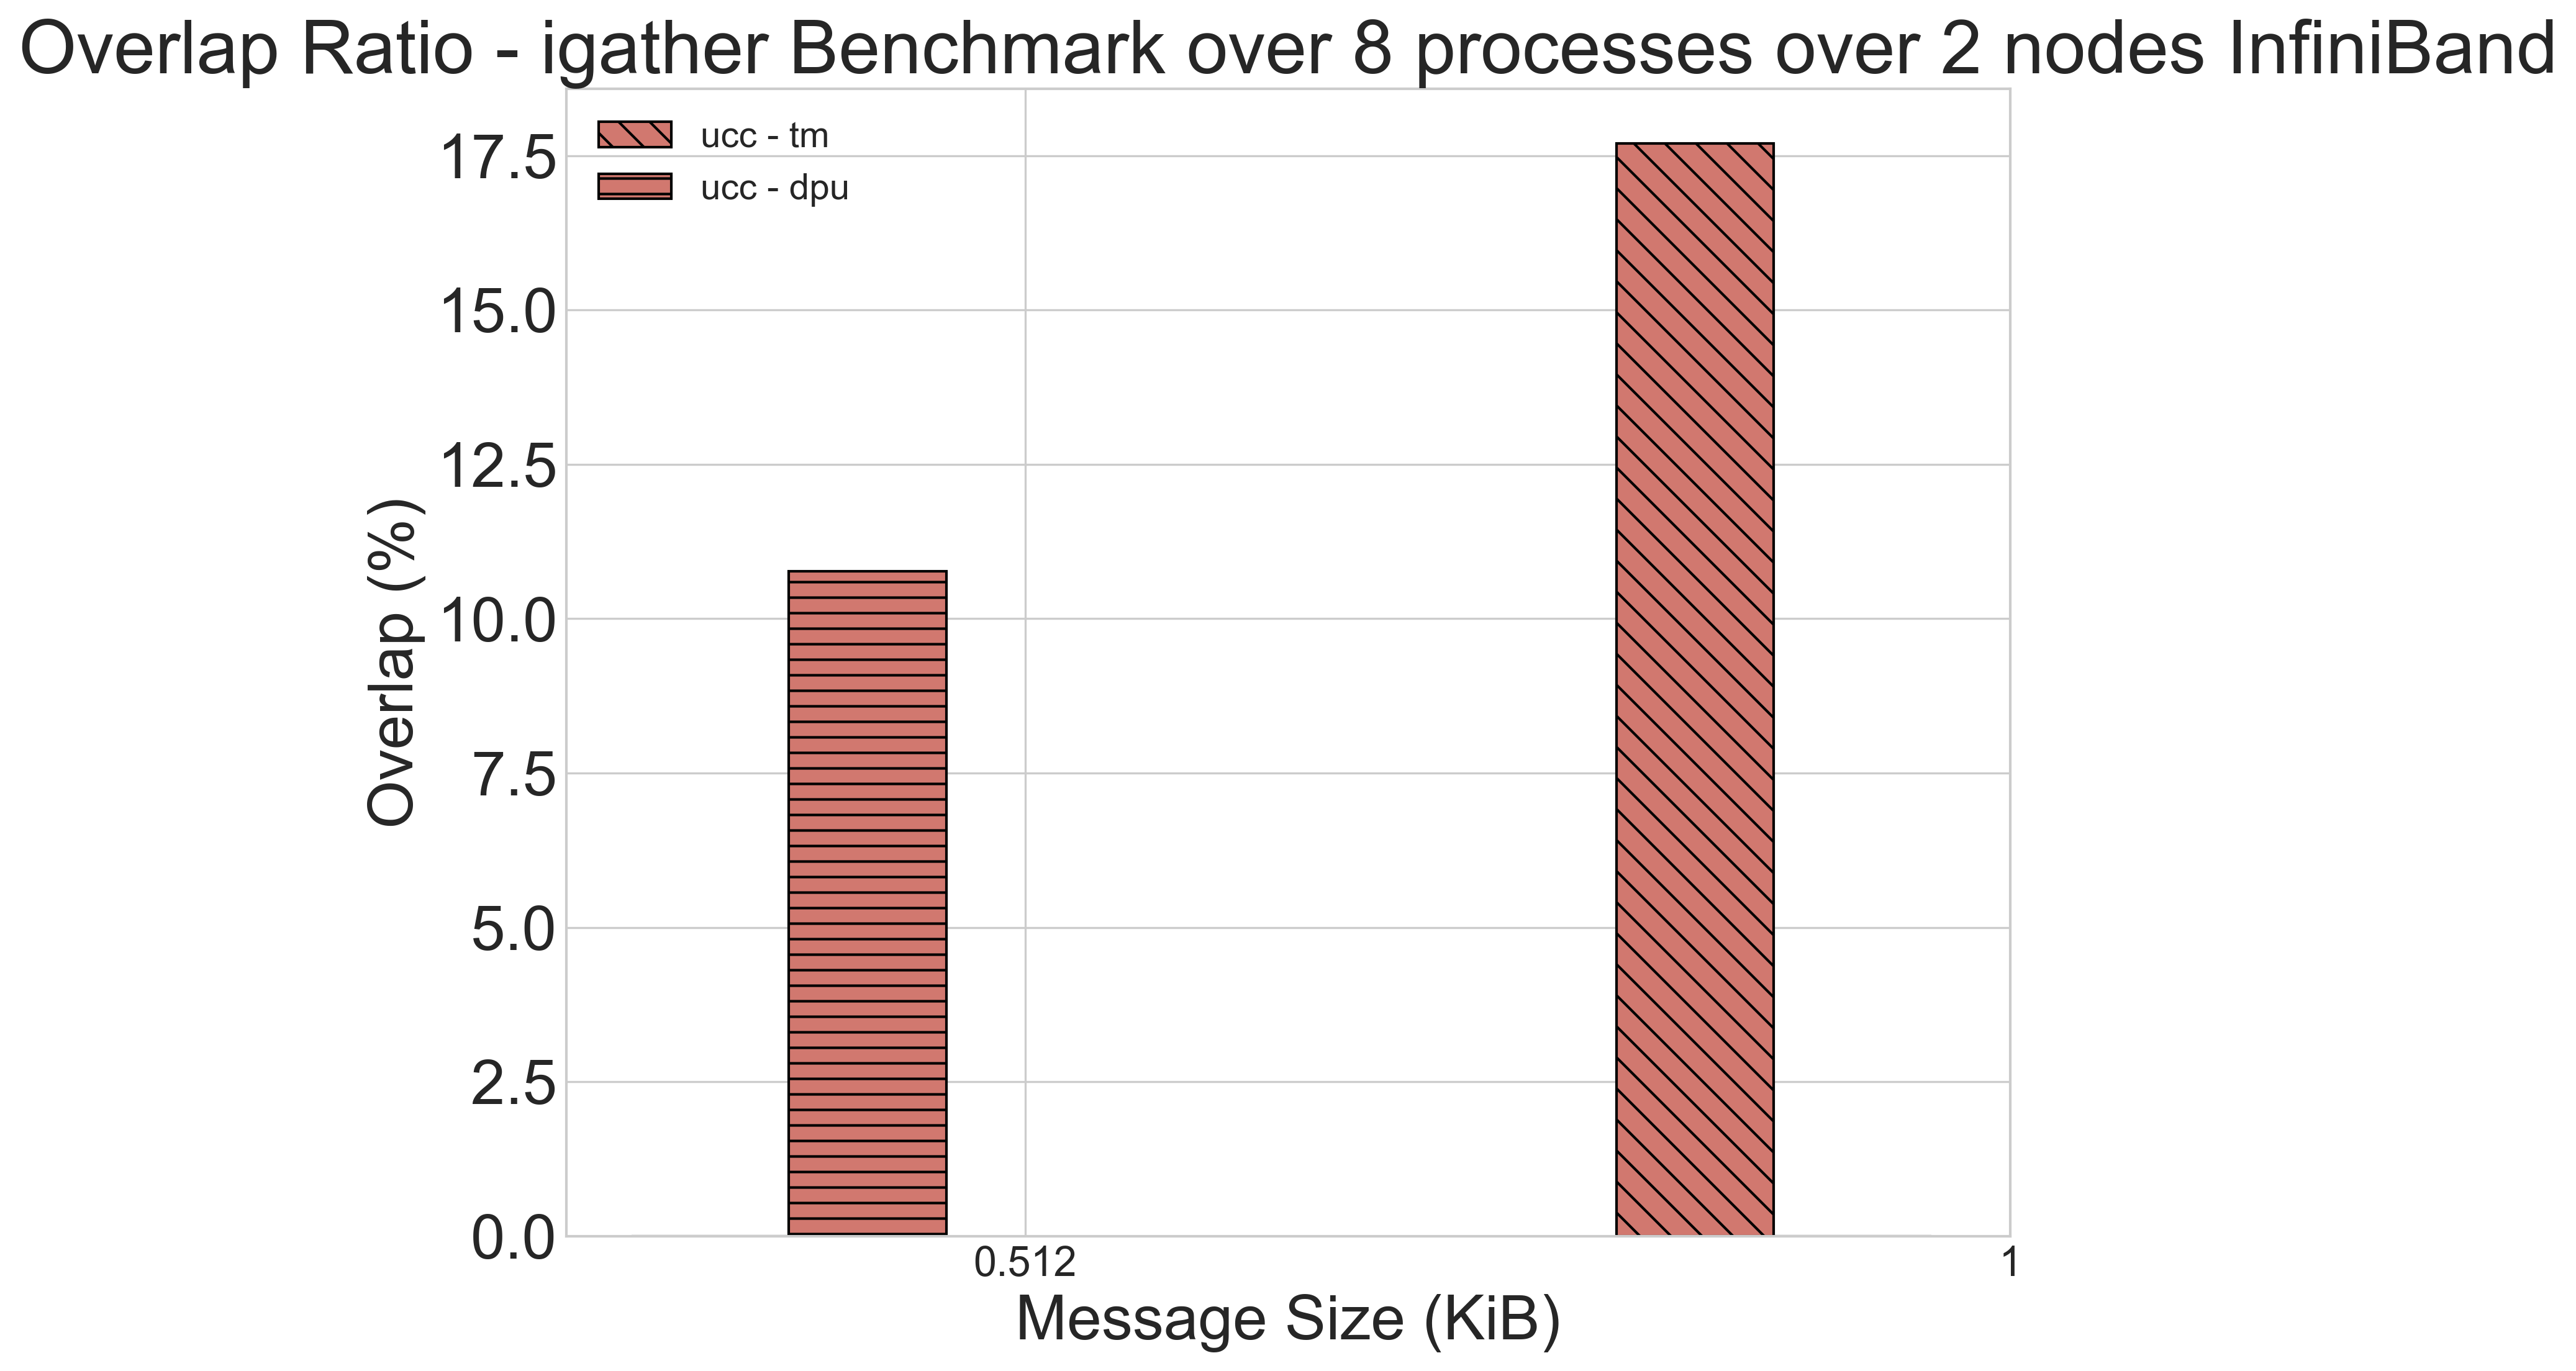 Overlap Ratio - igather Benchmark over 8 processes over 2 nodes InfiniBand
ucc - tm
ucc - dpu
17.5
15.0
12.5
10.0
7.5
5.0
2.5
0.0
Overlap (%)
0.512
1
Message Size (KiB)